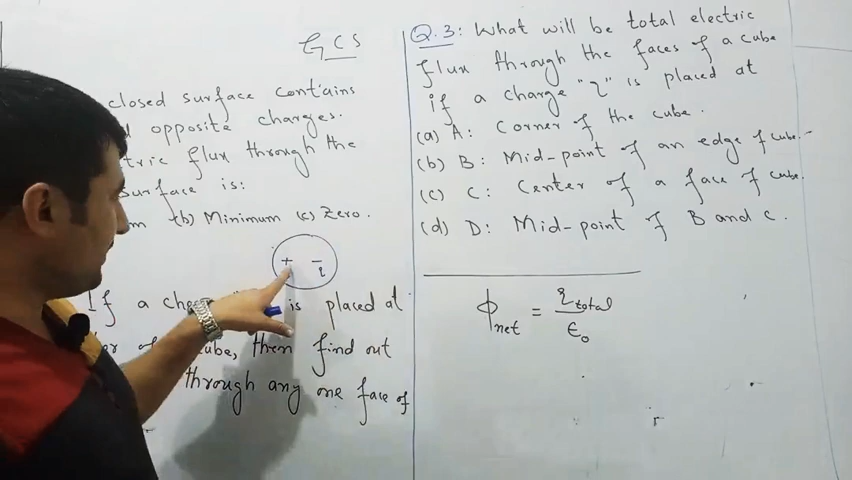 GCS
closed surface contains
opposite charges.
flux through the
surface is:
(b) Minimum (c) Zero.
+ -
q
If a
is placed at
cube, then find out
through any one face of
Q.3: What will be total electric
flux through the faces of a cube
if a charge "q" is placed at
(a) A: Corner of the cube.
(b) B: Mid-point of an edge of cube.
(c) C: Center of a face of cube.
(d) D: Mid-point of B and C.
ϕnet = qtotal / ϵ0